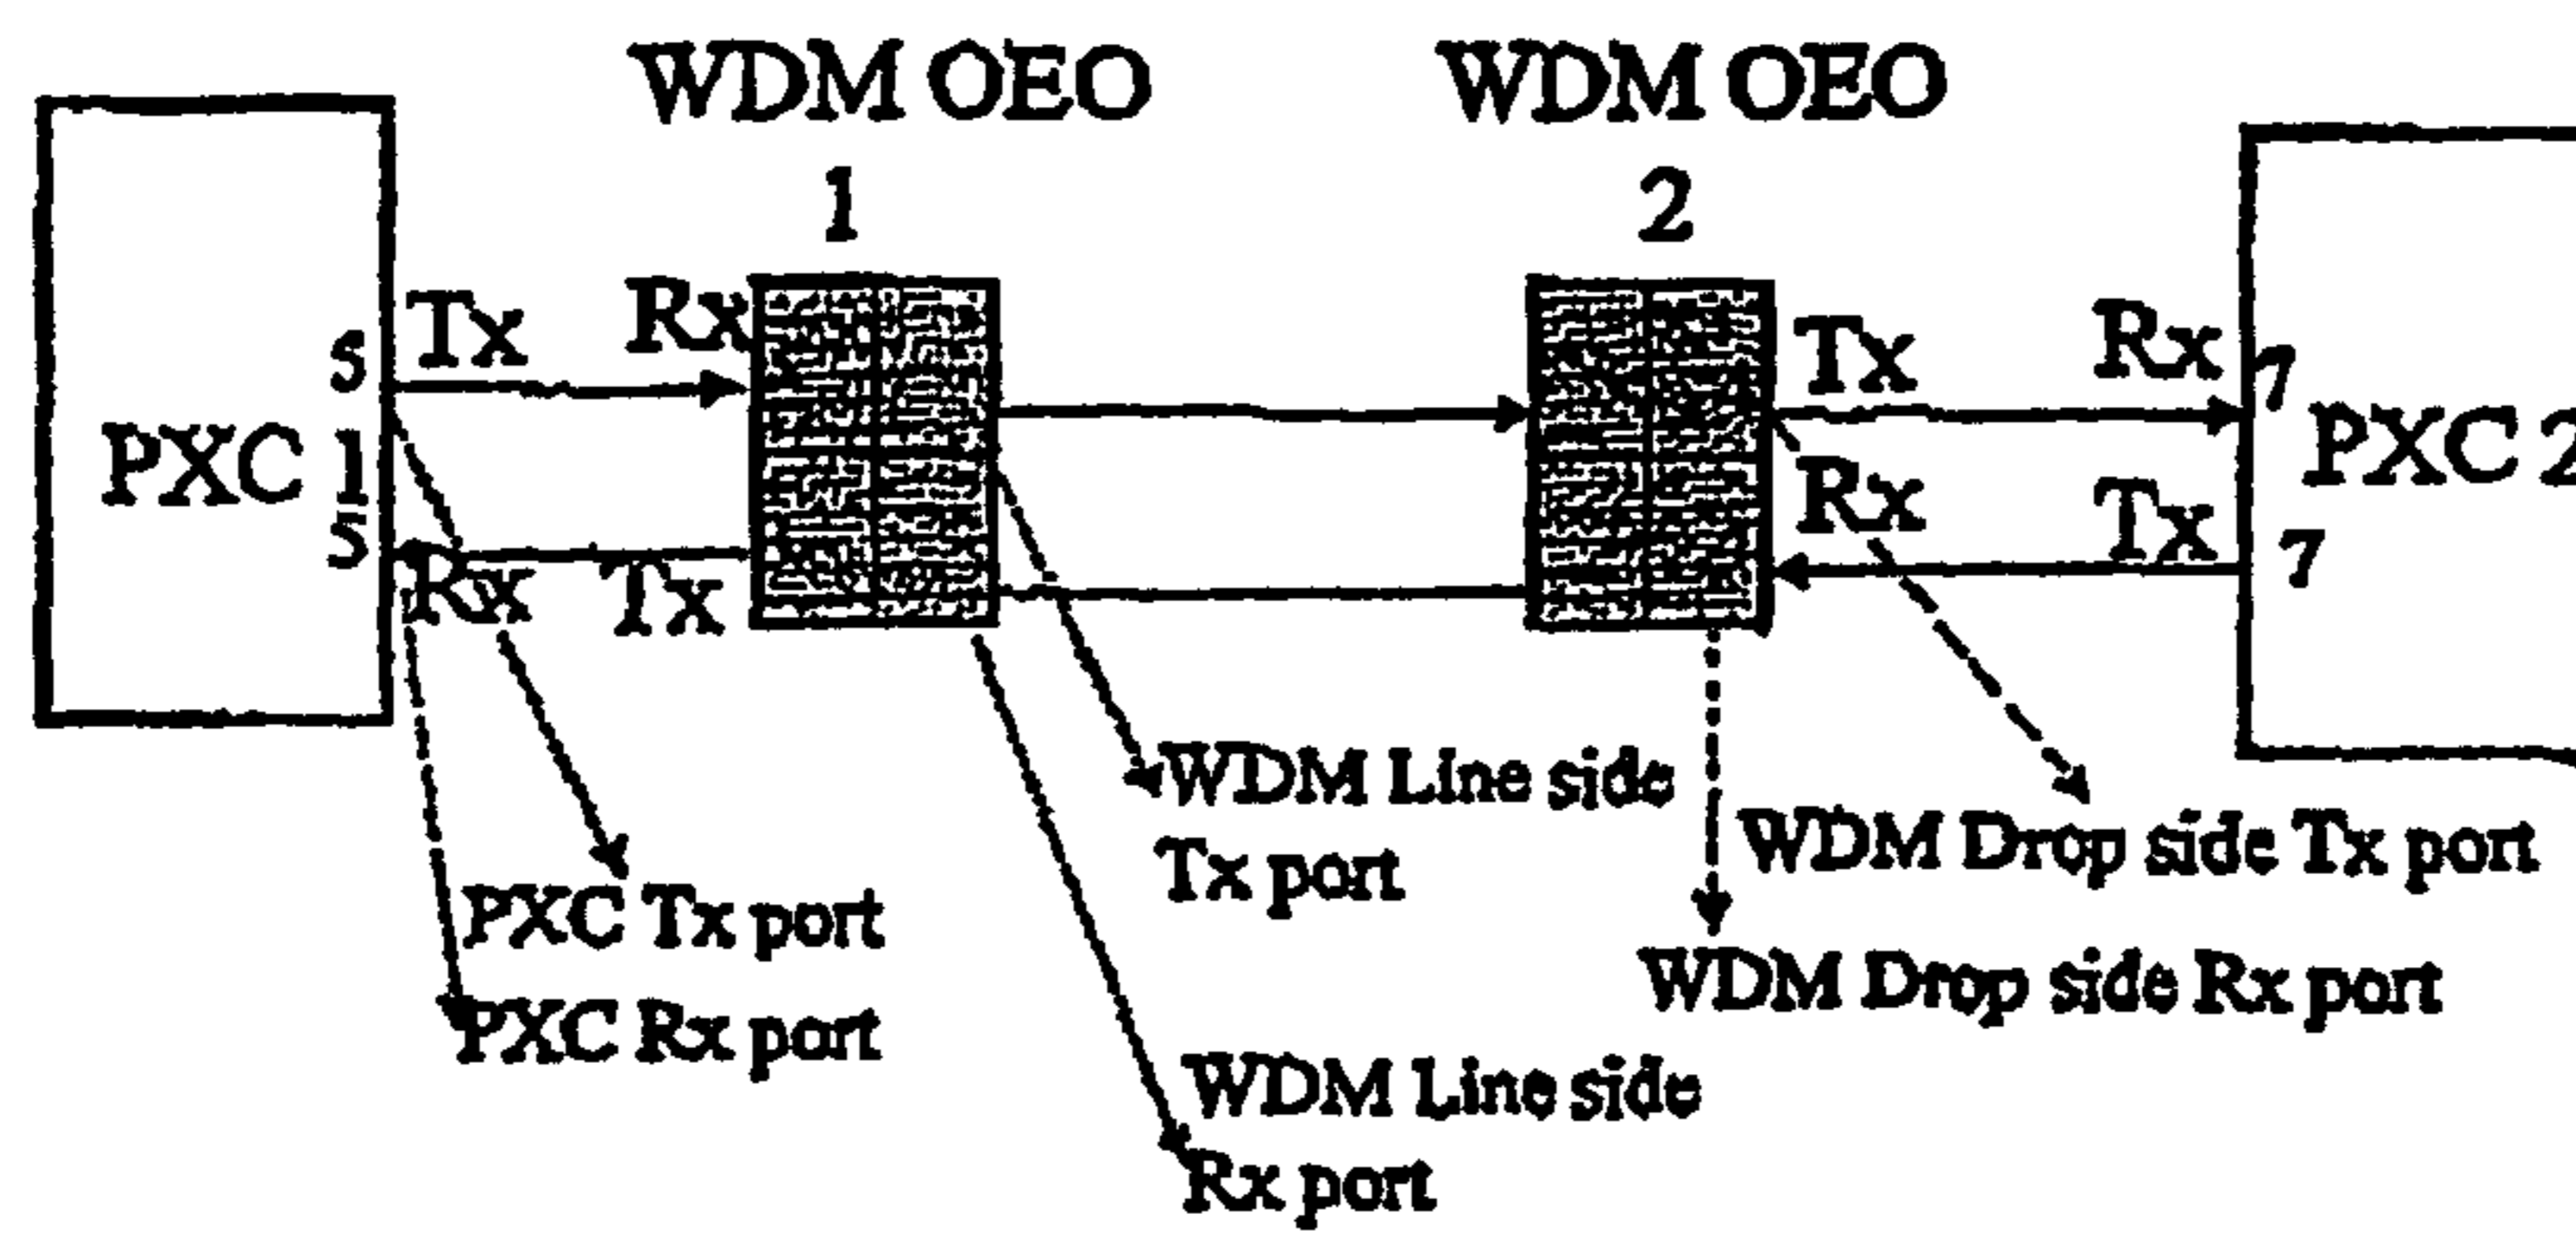 WDM OEO
1
WDM OEO
2
Tx
Rx
5
PXC 1
5
Rx
Tx
Tx
Rx
7
Rx
Tx
PXC 2
7
WDM Line side
Tx port
WDM Drop side Tx port
PXC Tx port
WDM Drop side Rx port
PXC Rx port
WDM Line side
Rx port